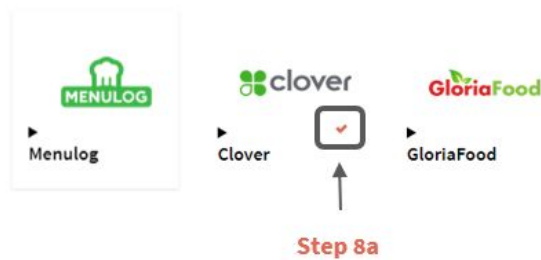 MENULOG
clover
GloriaFood
Menulog
Clover
GloriaFood
Step 8a